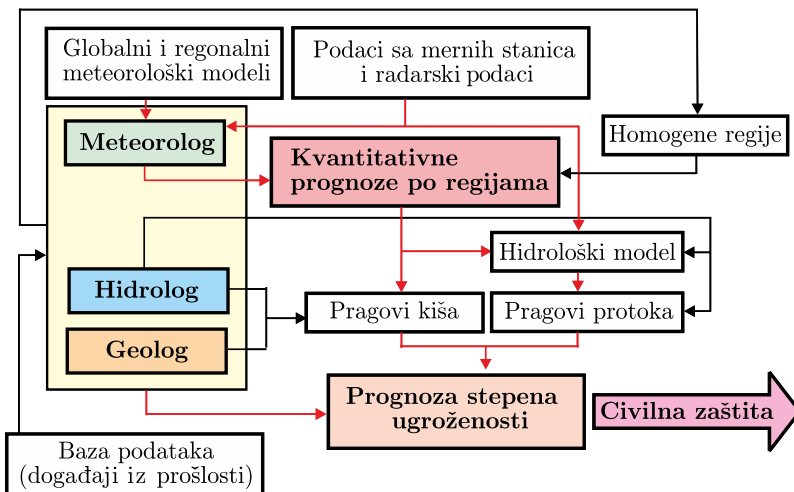 Globalni i regonalni
meteorološki modeli
Podaci sa mernih stanica
i radarski podaci
Meteorolog
Homogene regije
Kvantitativne
prognoze po regijama
Hidrološki model
Hidrolog
Pragovi kiša
Pragovi protoka
Geolog
Prognoza stepena
ugroženosti
Civilna zaštita
Baza podataka
(događaji iz prošlosti)